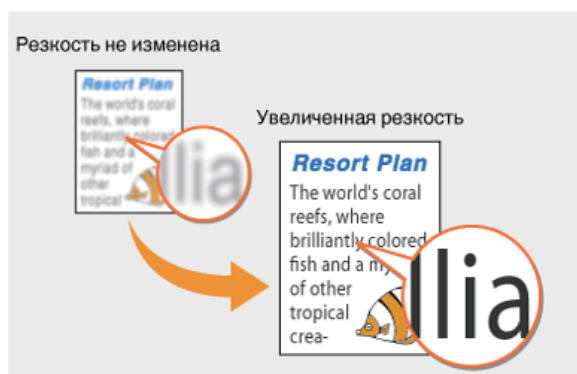 Резкость не изменена
Resort Plan
The world's coral
reefs, where
brilliantly colored
fish and a
myriad of
other
tropical
llia
Увеличенная резкость
Resort Plan
The world's coral
reefs, where
brilliantly colored
fish and a my
of other
tropical
crea-
llia